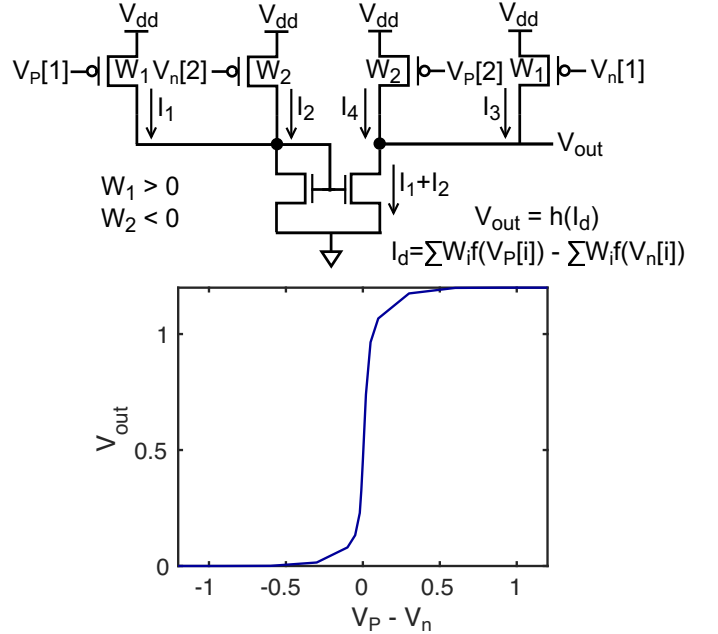 Vdd Vdd Vdd Vdd
VP[1] W1 Vn[2] W2 W2 VP[2] W1 Vn[1]
I1 I2 I4 I3
Vout
W1 > 0
W2 < 0
I1+I2
Vout = h(Id)
Id=∑Wif(VP[i]) - ∑Wif(Vn[i])
1
0.5
0
Vout
-1 -0.5 0 0.5 1
VP - Vn